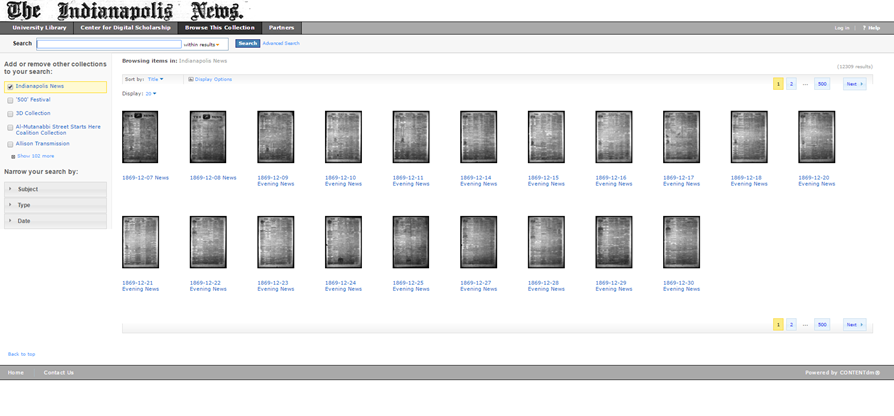 The Indianapolis News.
University Library Center for Digital Scholarship Browse This Collection Partners Log in | ? Help
Search within results Search Advanced Search
Add or remove other collections
to your search:
Indianapolis News
'500' Festival
3D Collection
Al-Mutanabbi Street Starts Here
Coalition Collection
Allison Transmission
Show 102 more
Narrow your search by:
Subject
Type
Date
Browsing items in: Indianapolis News
(12309 results)
Sort by: Title Display Options
1 2 ... 500 Next >
Display: 20
1869-12-07 News
1869-12-08 News
1869-12-09
Evening News
1869-12-10
Evening News
1869-12-11
Evening News
1869-12-14
Evening News
1869-12-15
Evening News
1869-12-16
Evening News
1869-12-17
Evening News
1869-12-18
Evening News
1869-12-20
Evening News
1869-12-21
Evening News
1869-12-22
Evening News
1869-12-23
Evening News
1869-12-24
Evening News
1869-12-25
Evening News
1869-12-27
Evening News
1869-12-28
Evening News
1869-12-29
Evening News
1869-12-30
Evening News
1 2 ... 500 Next >
Back to top
Home Contact Us Powered by CONTENTdm®